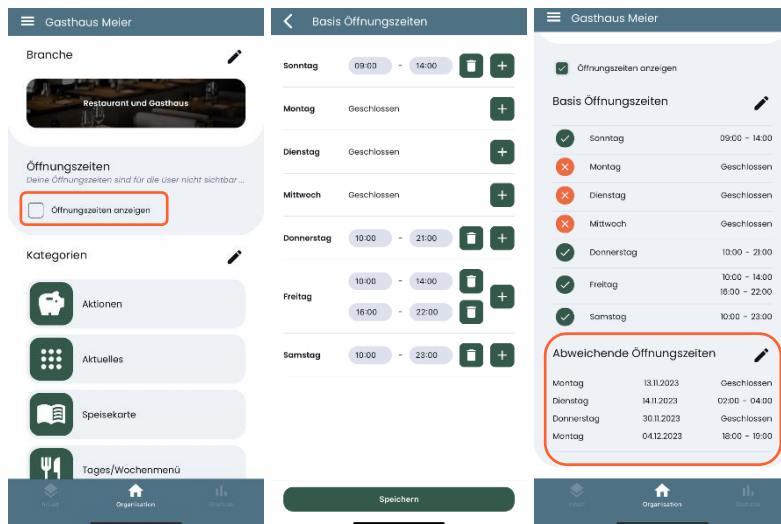 Gasthaus Meier
Branche
Restaurant und Gasthaus
Öffnungszeiten
Deine Öffnungszeiten sind für die User nicht sichtbar ...
Öffnungszeiten anzeigen
Kategorien
Aktionen
Aktuelles
Speisekarte
Tages/Wochenmenü
Organisation
Basis Öffnungszeiten
Sonntag 09:00 - 14:00
Montag Geschlossen
Dienstag Geschlossen
Mittwoch Geschlossen
Donnerstag 10:00 - 21:00
Freitag 10:00 - 14:00
16:00 - 22:00
Samstag 10:00 - 23:00
Speichern
Gasthaus Meier
Öffnungszeiten anzeigen
Basis Öffnungszeiten
Sonntag 09:00 - 14:00
Montag Geschlossen
Dienstag Geschlossen
Mittwoch Geschlossen
Donnerstag 10:00 - 21:00
Freitag 10:00 - 14:00
16:00 - 22:00
Samstag 10:00 - 23:00
Abweichende Öffnungszeiten
Montag 13.11.2023 Geschlossen
Dienstag 14.11.2023 02:00 - 04:00
Donnerstag 30.11.2023 Geschlossen
Montag 04.12.2023 18:00 - 19:00
Organisation